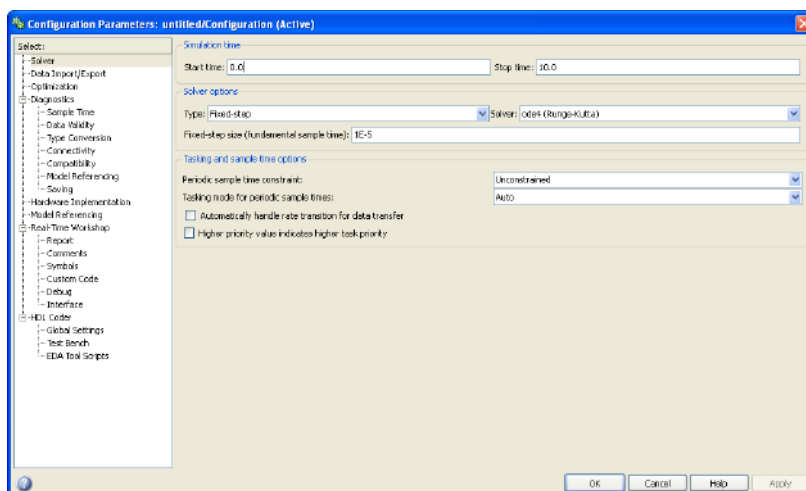 Configuration Parameters: untitled/Configuration (Active)
Select:
Solver
Data Import/Export
Optimization
Diagnostics
Sample Time
Data Validity
Type Conversion
Connectivity
Compatibility
Model Referencing
Saving
Hardware Implementation
Model Referencing
Real-Time Workshop
Report
Comments
Symbols
Custom Code
Debug
Interface
HDL Coder
Global Settings
Test Bench
EDA Tool Scripts
Simulation time
Start time: 0.0 Stop time: 10.0
Solver options
Type: Fixed-step Solver: ode4 (Runge-Kutta)
Fixed-step size (fundamental sample time): 1E-5
Tasking and sample time options
Periodic sample time constraint: Unconstrained
Tasking mode for periodic sample times: Auto
Automatically handle rate transition for data transfer
Higher priority value indicates higher task priority
OK Cancel Help Apply